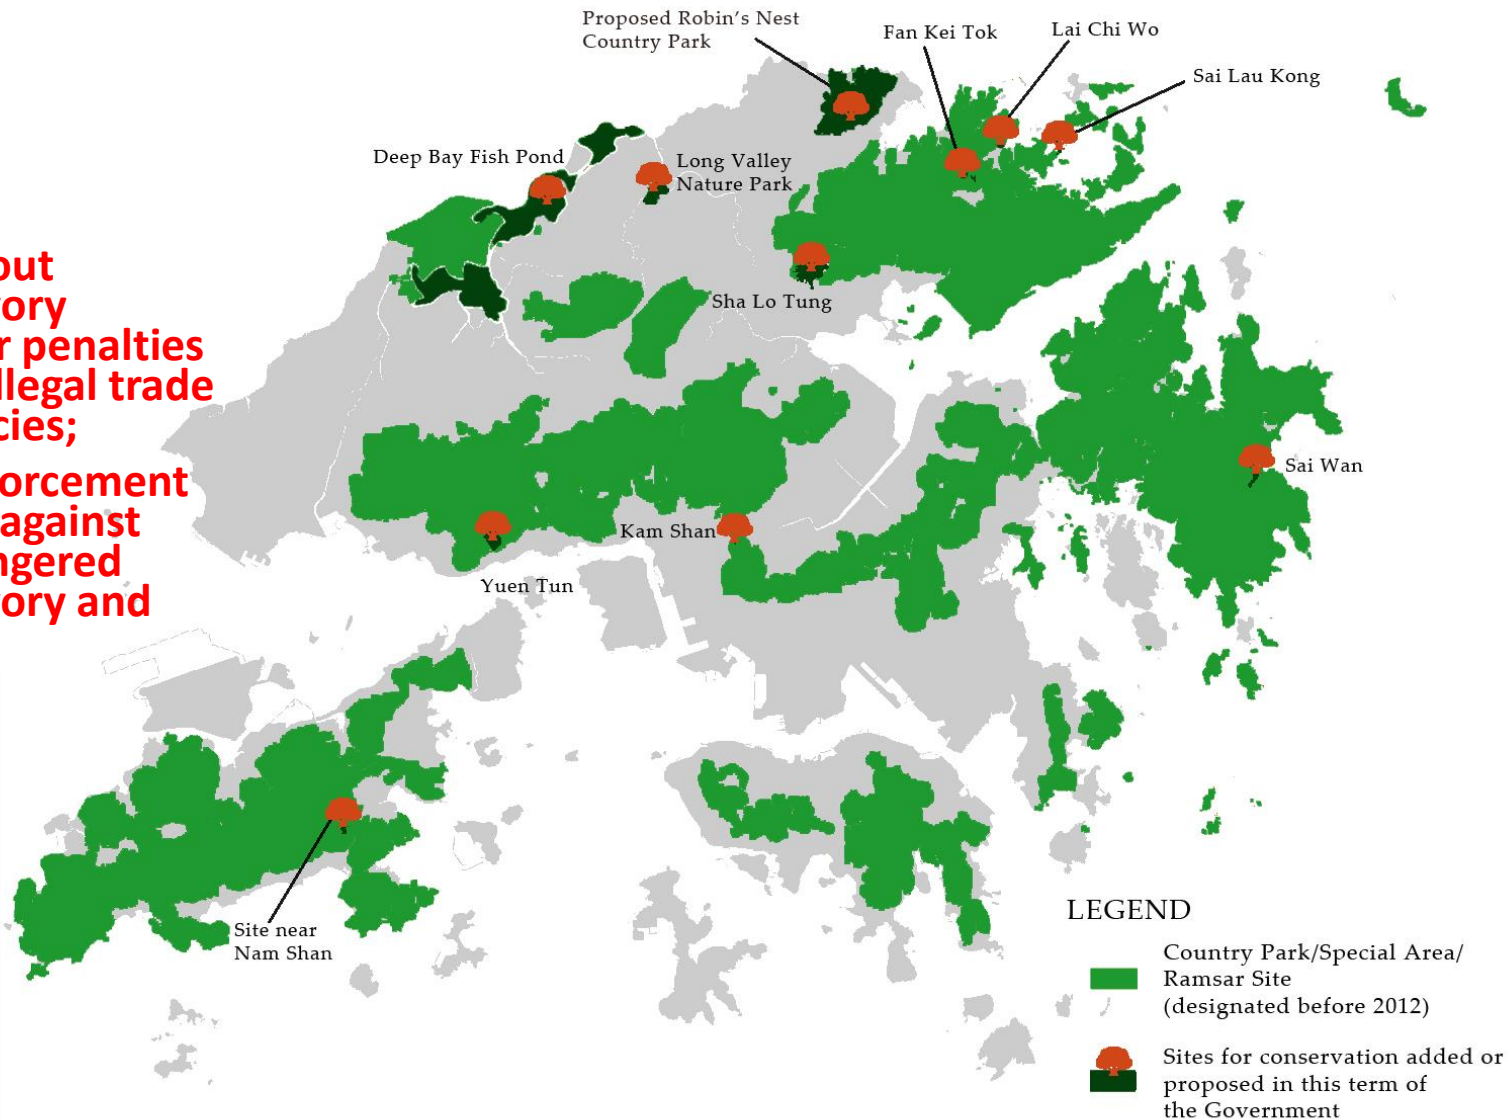 Proposed Robin's Nest
Country Park
Fan Kei Tok
Lai Chi Wo
Sai Lau Kong
Deep Bay Fish Pond
Long Valley
Nature Park
Sha Lo Tung
out
ory
r penalties
llegal trade
cies;
orcement
against
ngered
ory and
Sai Wan
Kam Shan
Yuen Tun
Site near
Nam Shan
LEGEND
Country Park/Special Area/
Ramsar Site
(designated before 2012)
Sites for conservation added or
proposed in this term of
the Government